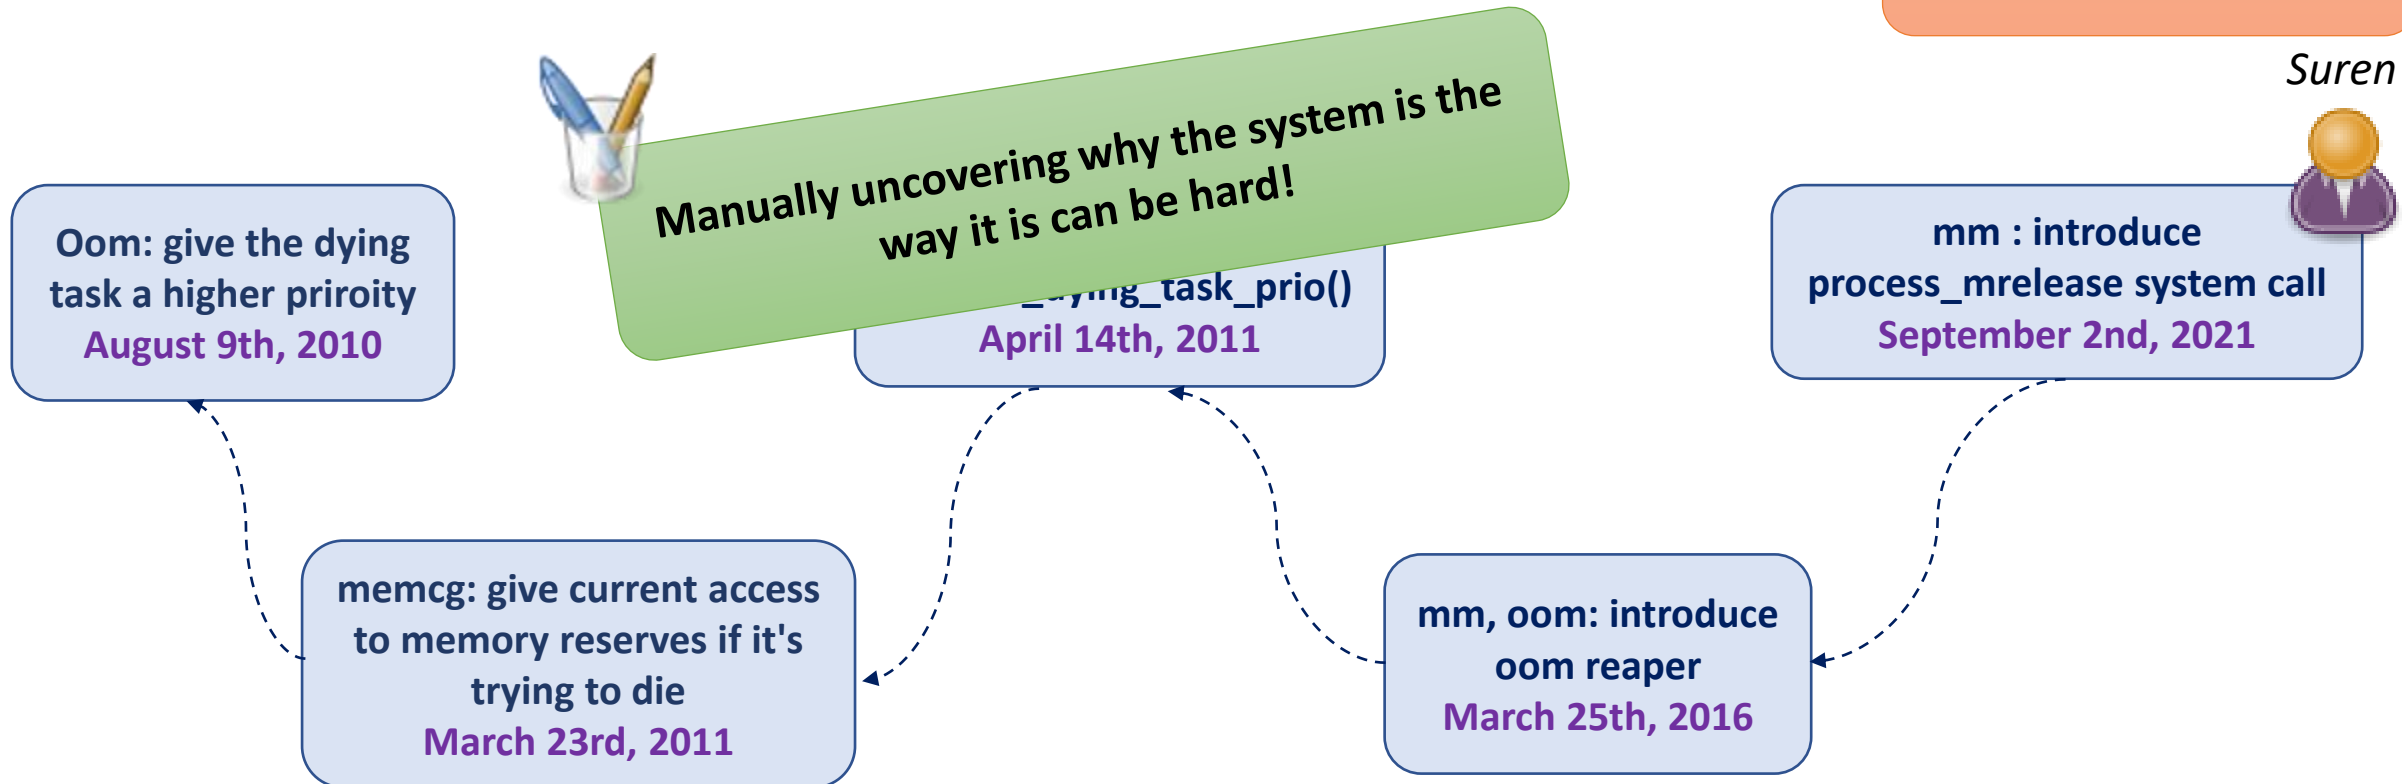 Suren
Manually uncovering why the system is the
way it is can be hard!
Oom: give the dying
task a higher priroity
August 9th, 2010
_dying_task_prio()
April 14th, 2011
mm : introduce
process_mrelease system call
September 2nd, 2021
memcg: give current access
to memory reserves if it's
trying to die
March 23rd, 2011
mm, oom: introduce
oom reaper
March 25th, 2016